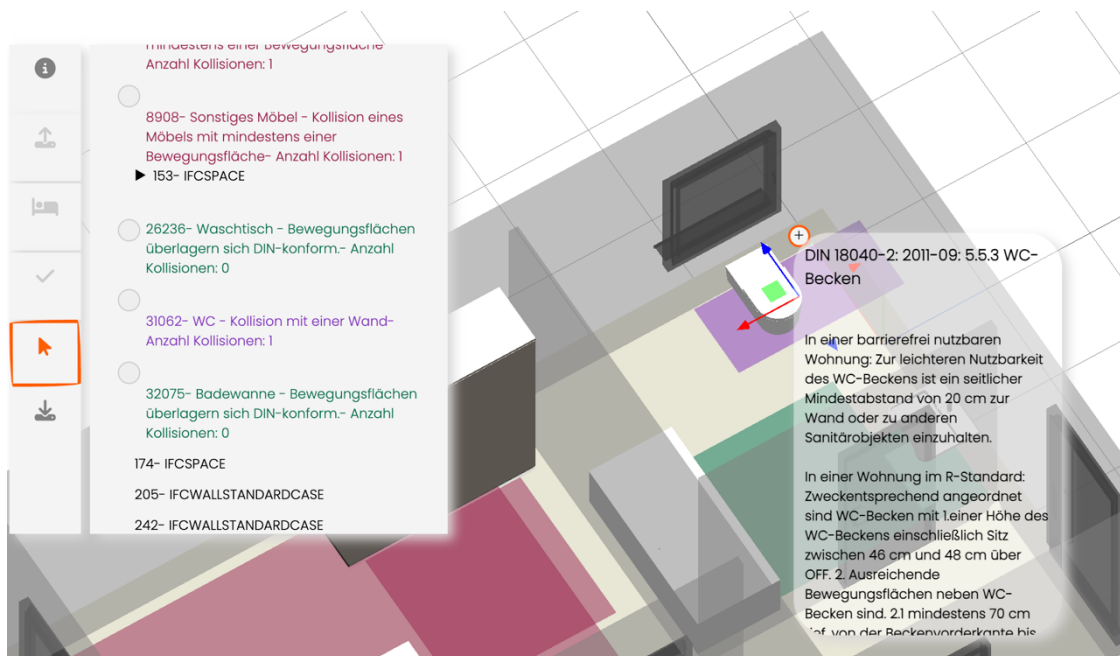 mindestens einer Bewegungsfläche
Anzahl Kollisionen: 1
8908- Sonstiges Möbel - Kollision eines
Möbels mit mindestens einer
Bewegungsfläche- Anzahl Kollisionen: 1
▶ 153- IFCSPACE
26236- Waschtisch - Bewegungsflächen
überlagern sich DIN-konform.- Anzahl
Kollisionen: 0
31062- WC - Kollision mit einer Wand-
Anzahl Kollisionen: 1
32075- Badewanne - Bewegungsflächen
überlagern sich DIN-konform.- Anzahl
Kollisionen: 0
174- IFCSPACE
205- IFCWALLSTANDARDCASE
242- IFCWALLSTANDARDCASE
DIN 18040-2: 2011-09: 5.5.3 WC-
Becken
In einer barrierefrei nutzbaren
Wohnung: Zur leichteren Nutzbarkeit
des WC-Beckens ist ein seitlicher
Mindestabstand von 20 cm zur
Wand oder zu anderen
Sanitärobjekten einzuhalten.
In einer Wohnung im R-Standard:
Zweckentsprechend angeordnet
sind WC-Becken mit 1.einer Höhe des
WC-Beckens einschließlich Sitz
zwischen 46 cm und 48 cm über
OFF. 2. Ausreichende
Bewegungsflächen neben WC-
Becken sind. 2.1 mindestens 70 cm
tief, von der Beckenvorderkante bis